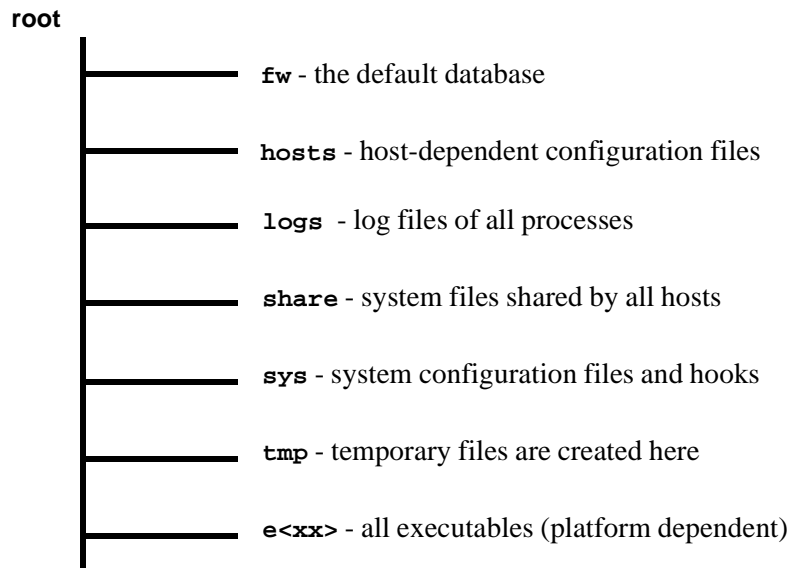 root
fw - the default database
hosts - host-dependent configuration files
logs - log files of all processes
share - system files shared by all hosts
sys - system configuration files and hooks
tmp - temporary files are created here
e<xx> - all executables (platform dependent)